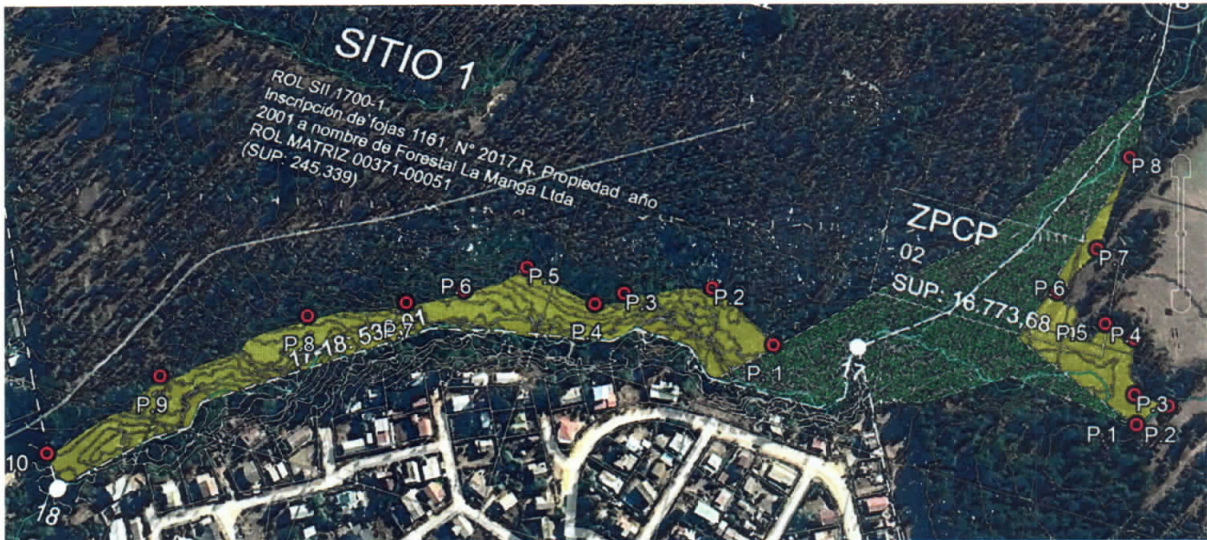 SITIO 1
ROL SII 1700-1
Inscripción de fojas 1161, N° 2017 R. Propiedad año
2001 a nombre de Forestal La Manga Ltda
ROL MATRIZ 00371-00051
(SUP: 245,339)
P.8
ZPCP
02
SUP: 16.773,68
P.7
P.6
P.5
P.4
P.3
P.2
P.1
P.5
P.6
P.3
P.2
P.4
P.7
P.8
P.1
17
P.9
10
18